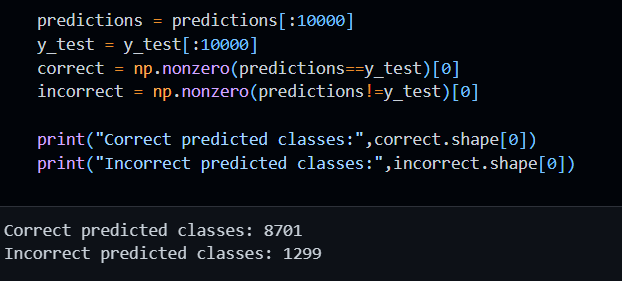 predictions = predictions[:10000]
y_test = y_test[:10000]
correct = np.nonzero(predictions==y_test)[0]
incorrect = np.nonzero(predictions!=y_test)[0]
print("Correct predicted classes:",correct.shape[0])
print("Incorrect predicted classes:",incorrect.shape[0])
Correct predicted classes: 8701
Incorrect predicted classes: 1299